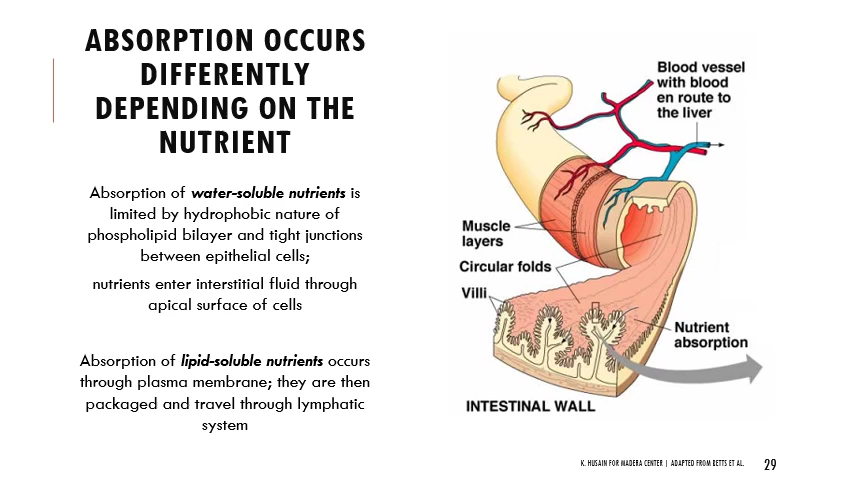 ABSORPTION OCCURS
DIFFERENTLY
DEPENDING ON THE
NUTRIENT
Absorption of water-soluble nutrients is
limited by hydrophobic nature of
phospholipid bilayer and tight junctions
between epithelial cells;
nutrients enter interstitial fluid through
apical surface of cells
Absorption of lipid-soluble nutrients occurs
through plasma membrane; they are then
packaged and travel through lymphatic
system
Blood vessel
with blood
en route to
the liver
Muscle
layers
Circular folds
Villi
Nutrient
absorption
INTESTINAL WALL
K. HUSAIN FOR MADERA CENTER | ADAPTED FROM BETTS ET AL.
29